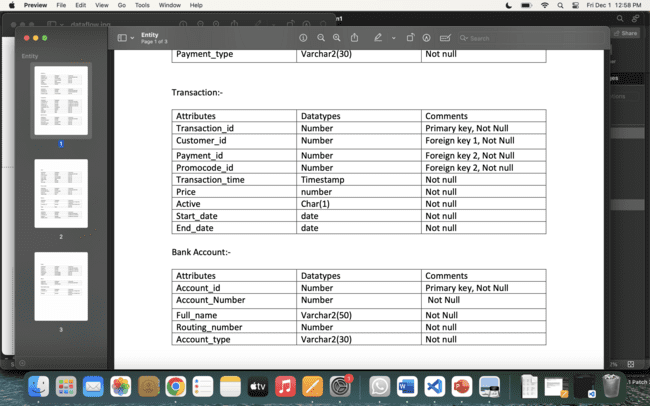 Preview File Edit View Go Tools Window Help Fri Dec 1 12:58 PM
dataflow.jpg
Share
Entity
Page 1 of 3
Search
Entity
1
2
3
Payment_type Varchar2(30) Not null
Transaction:-
Attributes Datatypes Comments
Transaction_id Number Primary key, Not Null
Customer_id Number Foreign key 1, Not Null
Payment_id Number Foreign key 2, Not Null
Promocode_id Number Foreign key 2, Not null
Transaction_time Timestamp Not null
Price number Not null
Active Char(1) Not null
Start_date date Not null
End_date date Not null
Bank Account:-
Attributes Datatypes Comments
Account_id Number Primary key, Not Null
Account_Number Number Not Null
Full_name Varchar2(50) Not Null
Routing_number Number Not null
Account_type Varchar2(30) Not null
tv